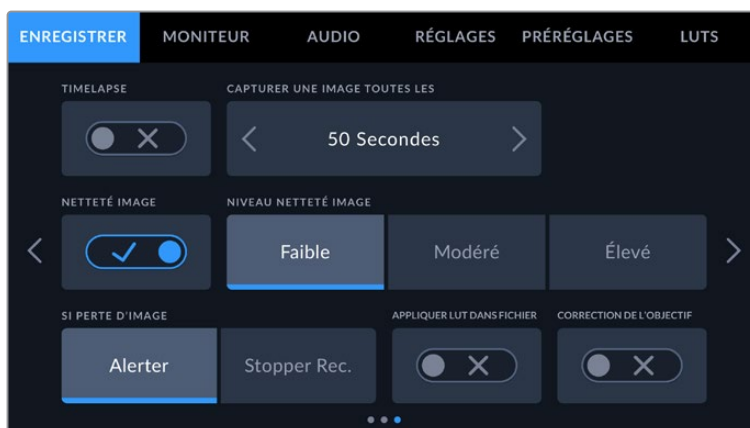 ENREGISTRER MONITEUR AUDIO RÉGLAGES PRÉRÉGLAGES LUTS
TIMELAPSE CAPTURER UNE IMAGE TOUTES LES
50 Secondes
NETTETÉ IMAGE NIVEAU NETTETÉ IMAGE
Faible Modéré Élevé
SI PERTE D'IMAGE APPLIQUER LUT DANS FICHIER CORRECTION DE L'OBJECTIF
Alerter Stopper Rec.